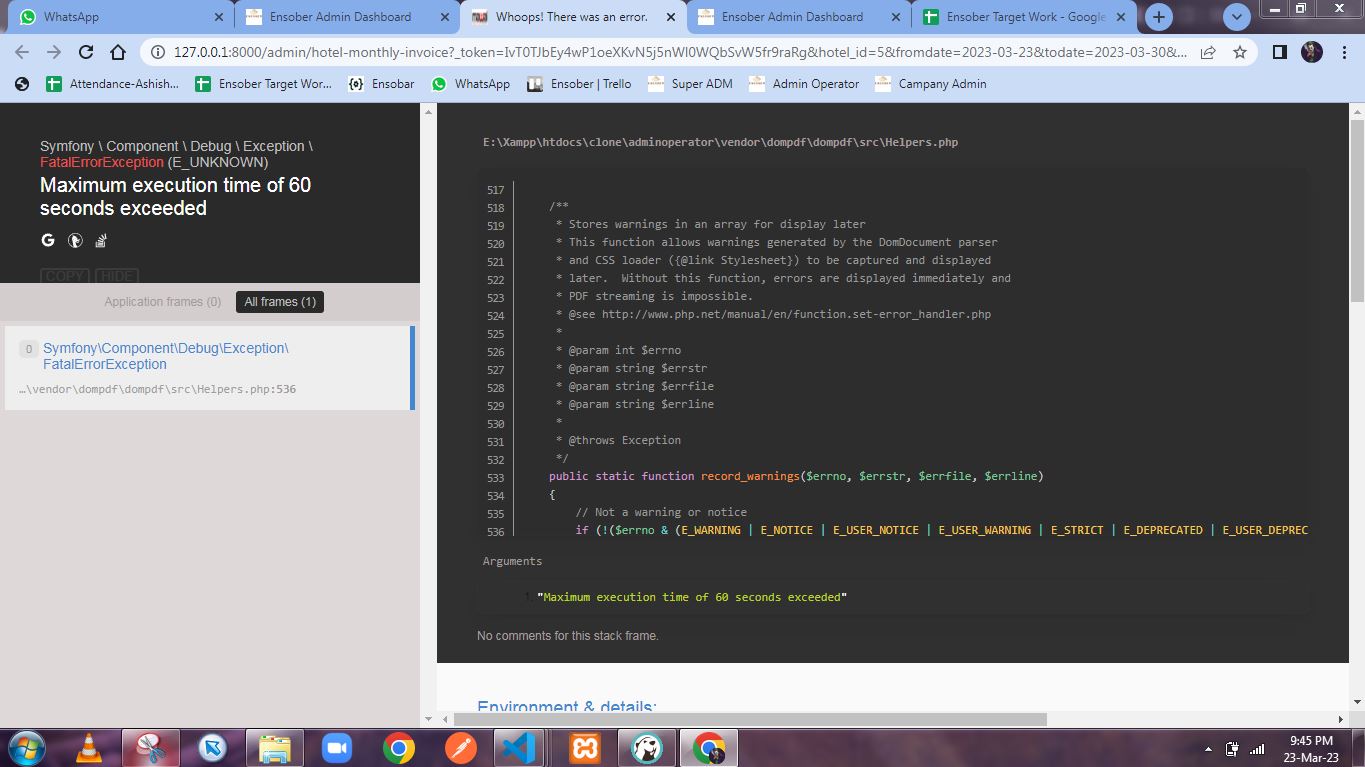 WhatsApp
Ensober Admin Dashboard
Whoops! There was an error.
Ensober Admin Dashboard
Ensober Target Work - Google
127.0.0.1:8000/admin/hotel-monthly-invoice?_token=IvT0TJbEy4wP1oeXKvN5j5nWl0WQbSvW5fr9raRg&hotel_id=5&fromdate=2023-03-23&todate=2023-03-30&...
Attendance-Ashish...
Ensober Target Wor...
Ensobar
WhatsApp
Ensober | Trello
Super ADM
Admin Operator
Campany Admin
Symfony \ Component \ Debug \ Exception \
FatalErrorException (E_UNKNOWN)
Maximum execution time of 60
seconds exceeded
COPY HIDE
Application frames (0) All frames (1)
0 Symfony\Component\Debug\Exception\
FatalErrorException
…\vendor\dompdf\dompdf\src\Helpers.php:536
E:\Xampp\htdocs\clone\adminoperator\vendor\dompdf\dompdf\src\Helpers.php
517
518 /**
519 * Stores warnings in an array for display later
520 * This function allows warnings generated by the DomDocument parser
521 * and CSS loader ({@link Stylesheet}) to be captured and displayed
522 * later.  Without this function, errors are displayed immediately and
523 * PDF streaming is impossible.
524 * @see http://www.php.net/manual/en/function.set-error_handler.php
525 *
526 * @param int $errno
527 * @param string $errstr
528 * @param string $errfile
529 * @param string $errline
530 *
531 * @throws Exception
532 */
533 public static function record_warnings($errno, $errstr, $errfile, $errline)
534 {
535 // Not a warning or notice
536 if (!($errno & (E_WARNING | E_NOTICE | E_USER_NOTICE | E_USER_WARNING | E_STRICT | E_DEPRECATED | E_USER_DEPREC
Arguments
1. "Maximum execution time of 60 seconds exceeded"
No comments for this stack frame.
Environment & details:
9:45 PM
23-Mar-23